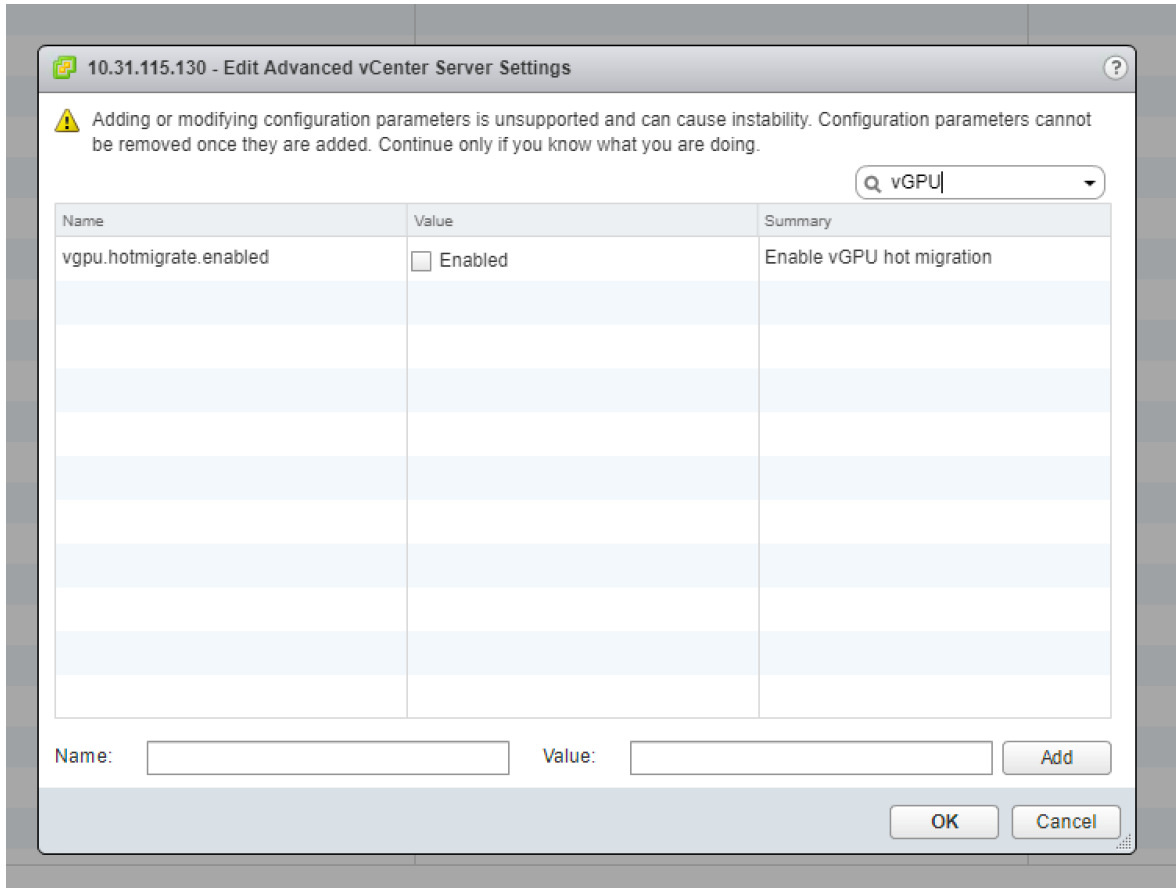 10.31.115.130 - Edit Advanced vCenter Server Settings
?
Adding or modifying configuration parameters is unsupported and can cause instability. Configuration parameters cannot
be removed once they are added. Continue only if you know what you are doing.
vGPU
Name Value Summary
vgpu.hotmigrate.enabled Enabled Enable vGPU hot migration
Name: Value: Add
OK Cancel